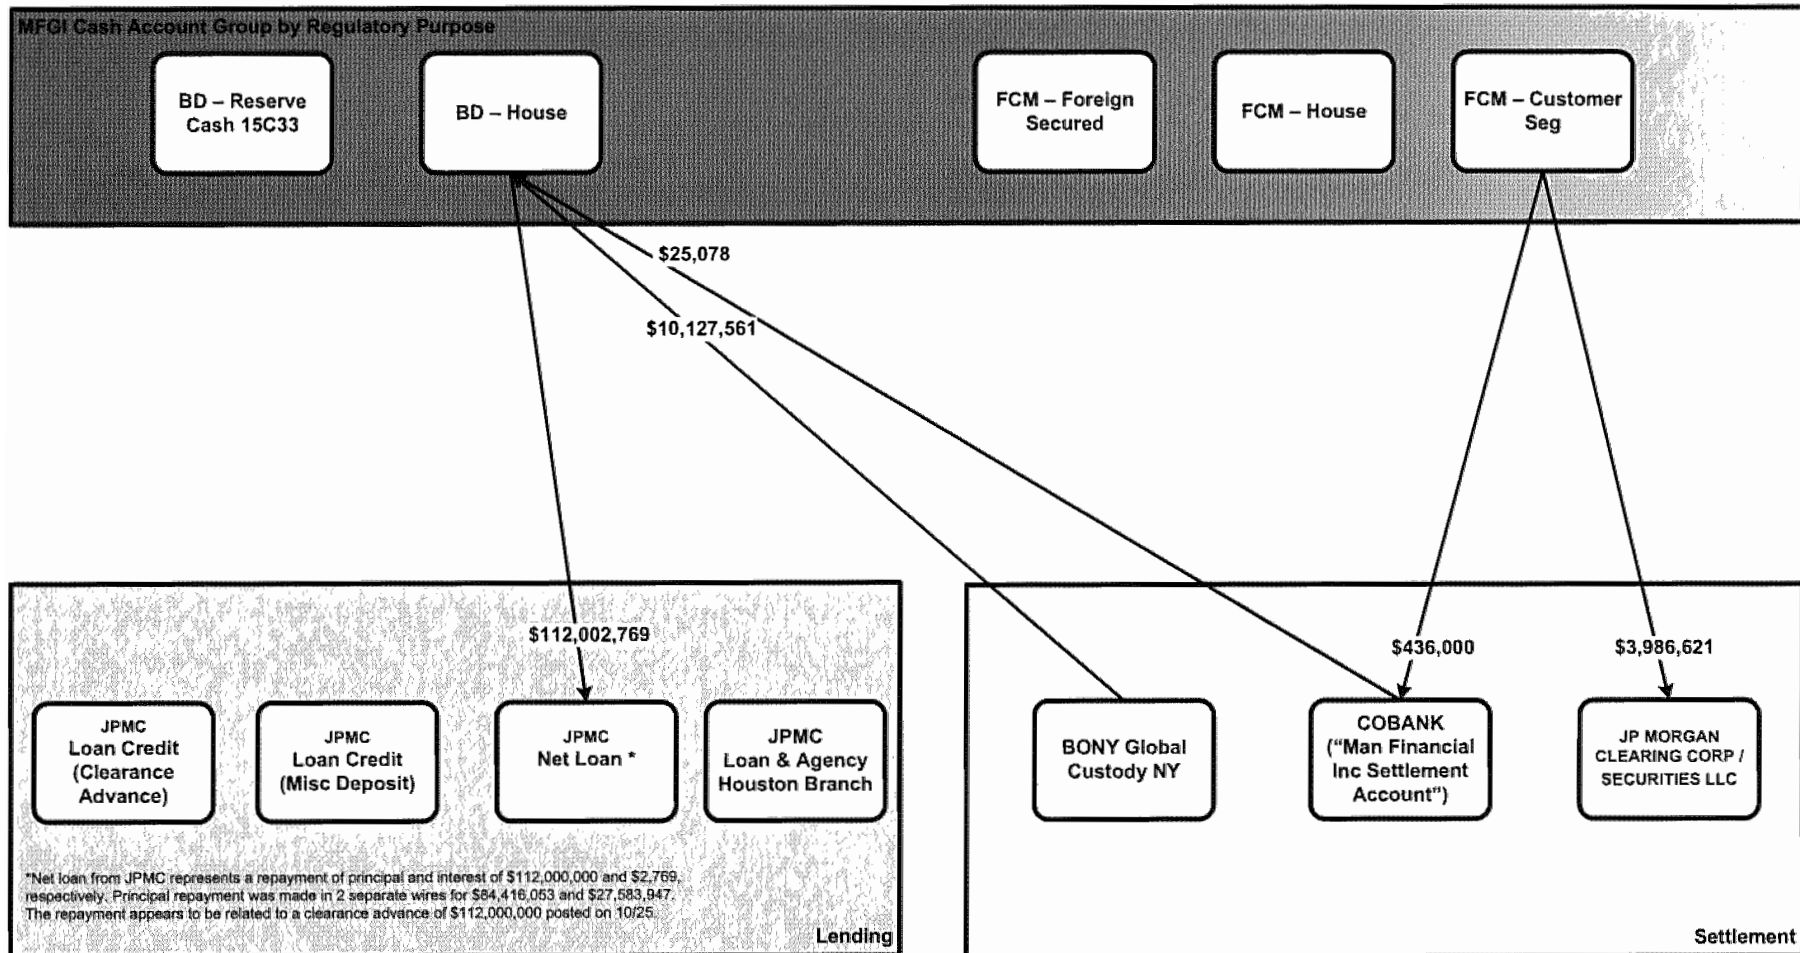 MFGI Cash Account Group by Regulatory Purpose
BD – Reserve
Cash 15C33
BD – House
FCM – Foreign
Secured
FCM – House
FCM – Customer
Seg
$25,078
$10,127,561
$112,002,769
$436,000
$3,986,621
JPMC
Loan Credit
(Clearance
Advance)
JPMC
Loan Credit
(Misc Deposit)
JPMC
Net Loan *
JPMC
Loan & Agency
Houston Branch
BONY Global
Custody NY
COBANK
(“Man Financial
Inc Settlement
Account”)
JP MORGAN
CLEARING CORP /
SECURITIES LLC
*Net loan from JPMC represents a repayment of principal and interest of $112,000,000 and $2,769,
respectively. Principal repayment was made in 2 separate wires for $84,416,053 and $27,583,947.
The repayment appears to be related to a clearance advance of $112,000,000 posted on 10/25.
Lending
Settlement